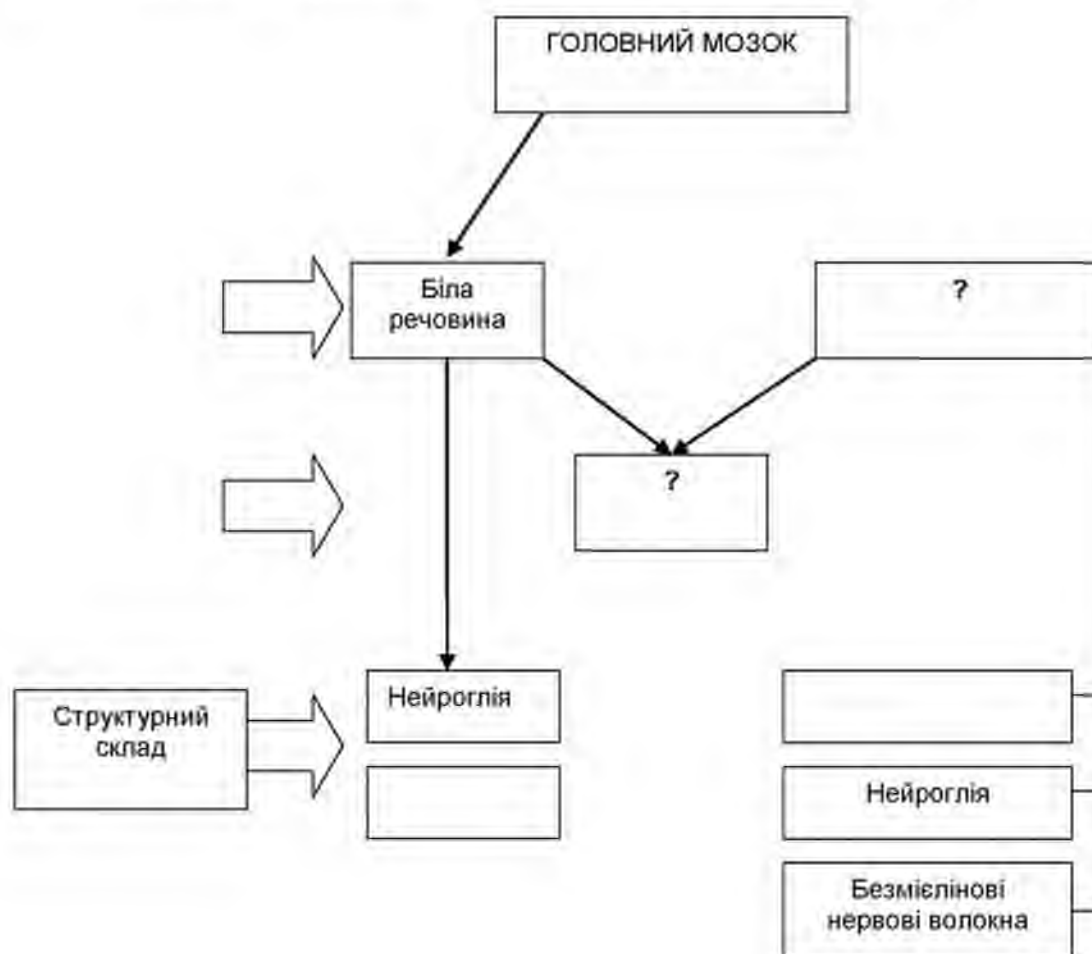 ГОЛОВНИЙ МОЗОК
Біла
речовина
?
?
Структурний
склад
Нейроглія
Нейроглія
Безмієлінові
нервові волокна